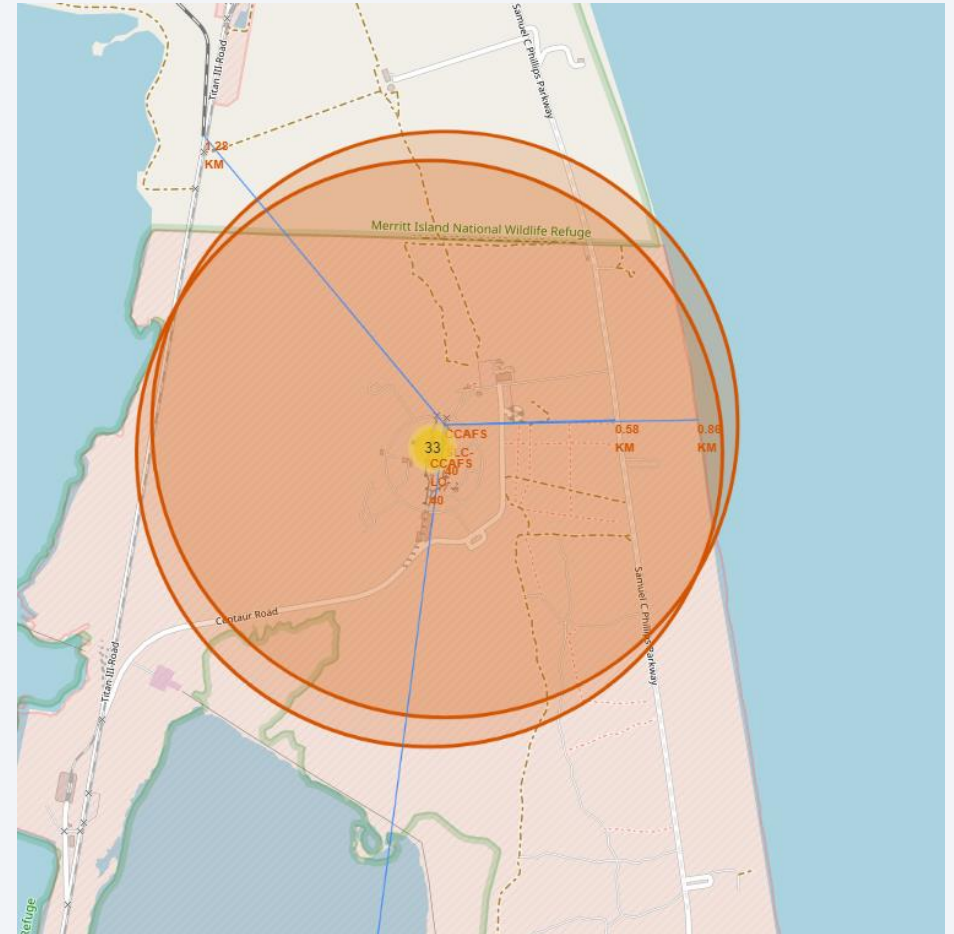 Samuel C Phillips Parkway
Titan III Road
1.28
KM
Merritt Island National Wildlife Refuge
CCAFS
SLC-
40
0.58
KM
0.86
KM
33
CCAFS
LC-
40
Centaur Road
Samuel C Phillips Parkway
Titan III Road
Refuge